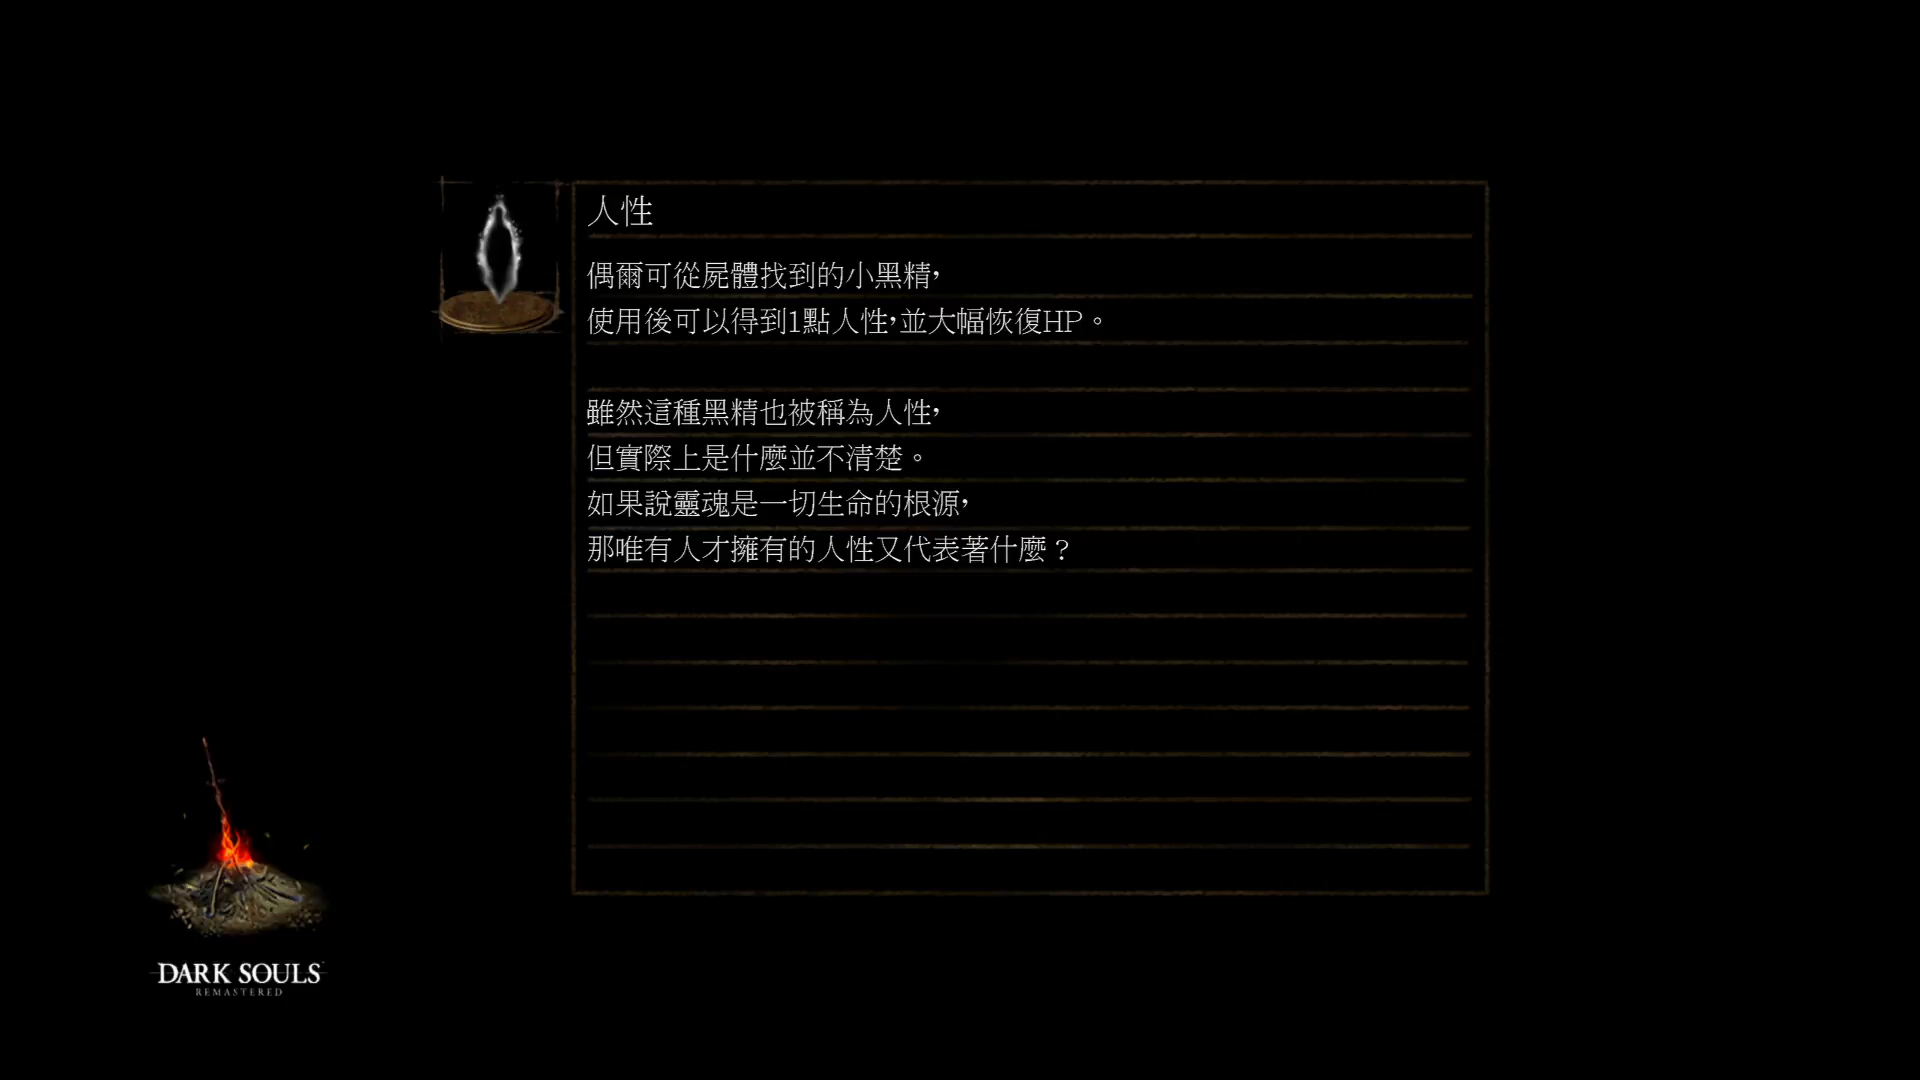 人性
偶爾可從屍體找到的小黑精，
使用後可以得到1點人性，並大幅恢復HP。
雖然這種黑精也被稱為人性，
但實際上是什麼並不清楚。
如果說靈魂是一切生命的根源，
那唯有人才擁有的人性又代表著什麼？
DARK SOULS
REMASTERED